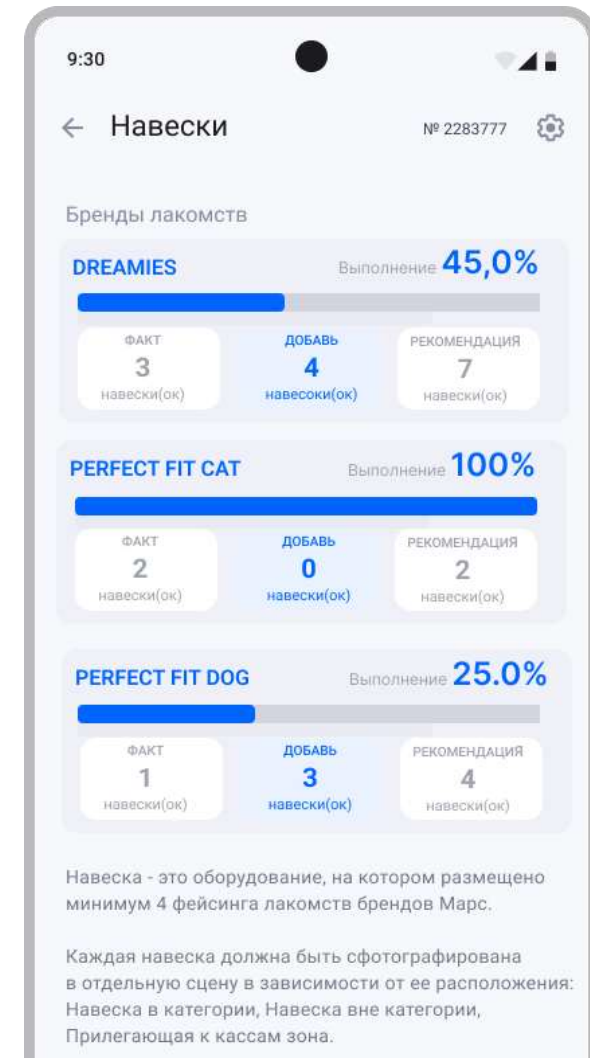 9:30
Навески
№ 2283777
Бренды лакомств
DREAMIES
Выполнение 45,0%
ФАКТ
3
навески(ок)
ДОБАВЬ
4
навесоки(ок)
РЕКОМЕНДАЦИЯ
7
навески(ок)
PERFECT FIT CAT
Выполнение 100%
ФАКТ
2
навески(ок)
ДОБАВЬ
0
навески(ок)
РЕКОМЕНДАЦИЯ
2
навески(ок)
PERFECT FIT DOG
Выполнение 25.0%
ФАКТ
1
навески(ок)
ДОБАВЬ
3
навески(ок)
РЕКОМЕНДАЦИЯ
4
навески(ок)
Навеска - это оборудование, на котором размещено
минимум 4 фейсинга лакомств брендов Марс.
Каждая навеска должна быть сфотографирована
в отдельную сцену в зависимости от ее расположения:
Навеска в категории, Навеска вне категории,
Прилегающая к кассам зона.